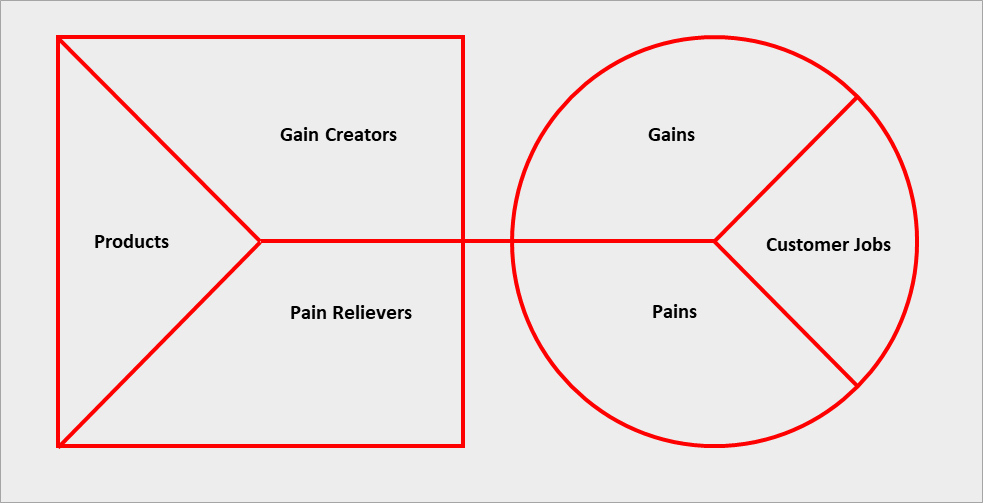 Gain Creators
Products
Pain Relievers
Gains
Customer Jobs
Pains